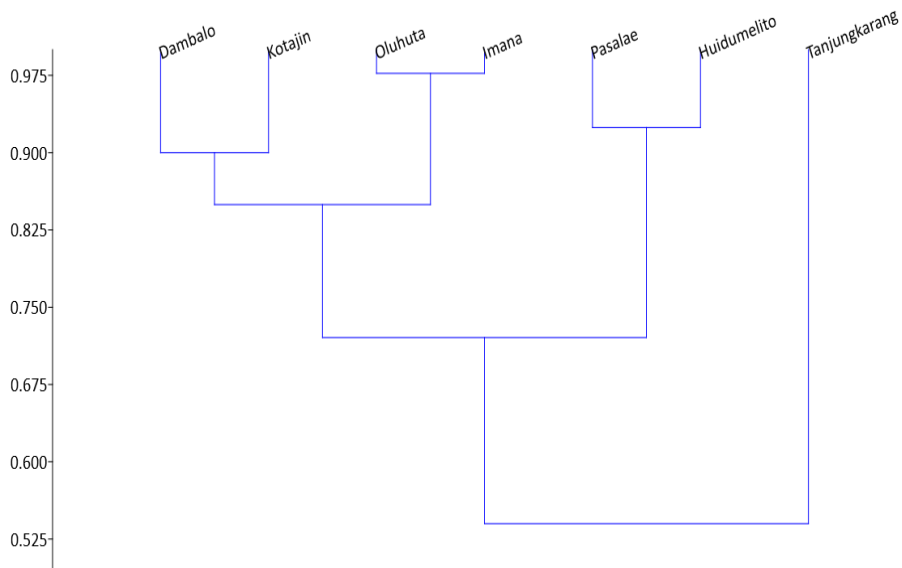 Dambalo
Kotajin
Oluhuta
Imana
Pasalae
Huidumelito
Tanjungkarang
0.975
0.900
0.825
0.750
0.675
0.600
0.525